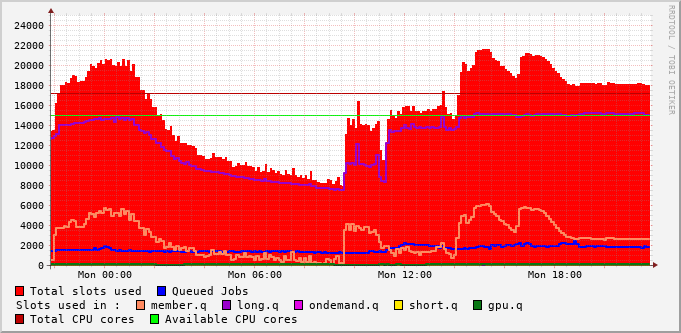 RRDTOOL / TOBI OETIKER
24000
22000
20000
18000
16000
14000
12000
10000
8000
6000
4000
2000
0
Mon 00:00 Mon 06:00 Mon 12:00 Mon 18:00
Total slots used Queued Jobs
Slots used in : member.q long.q ondemand.q short.q gpu.q
Total CPU cores Available CPU cores